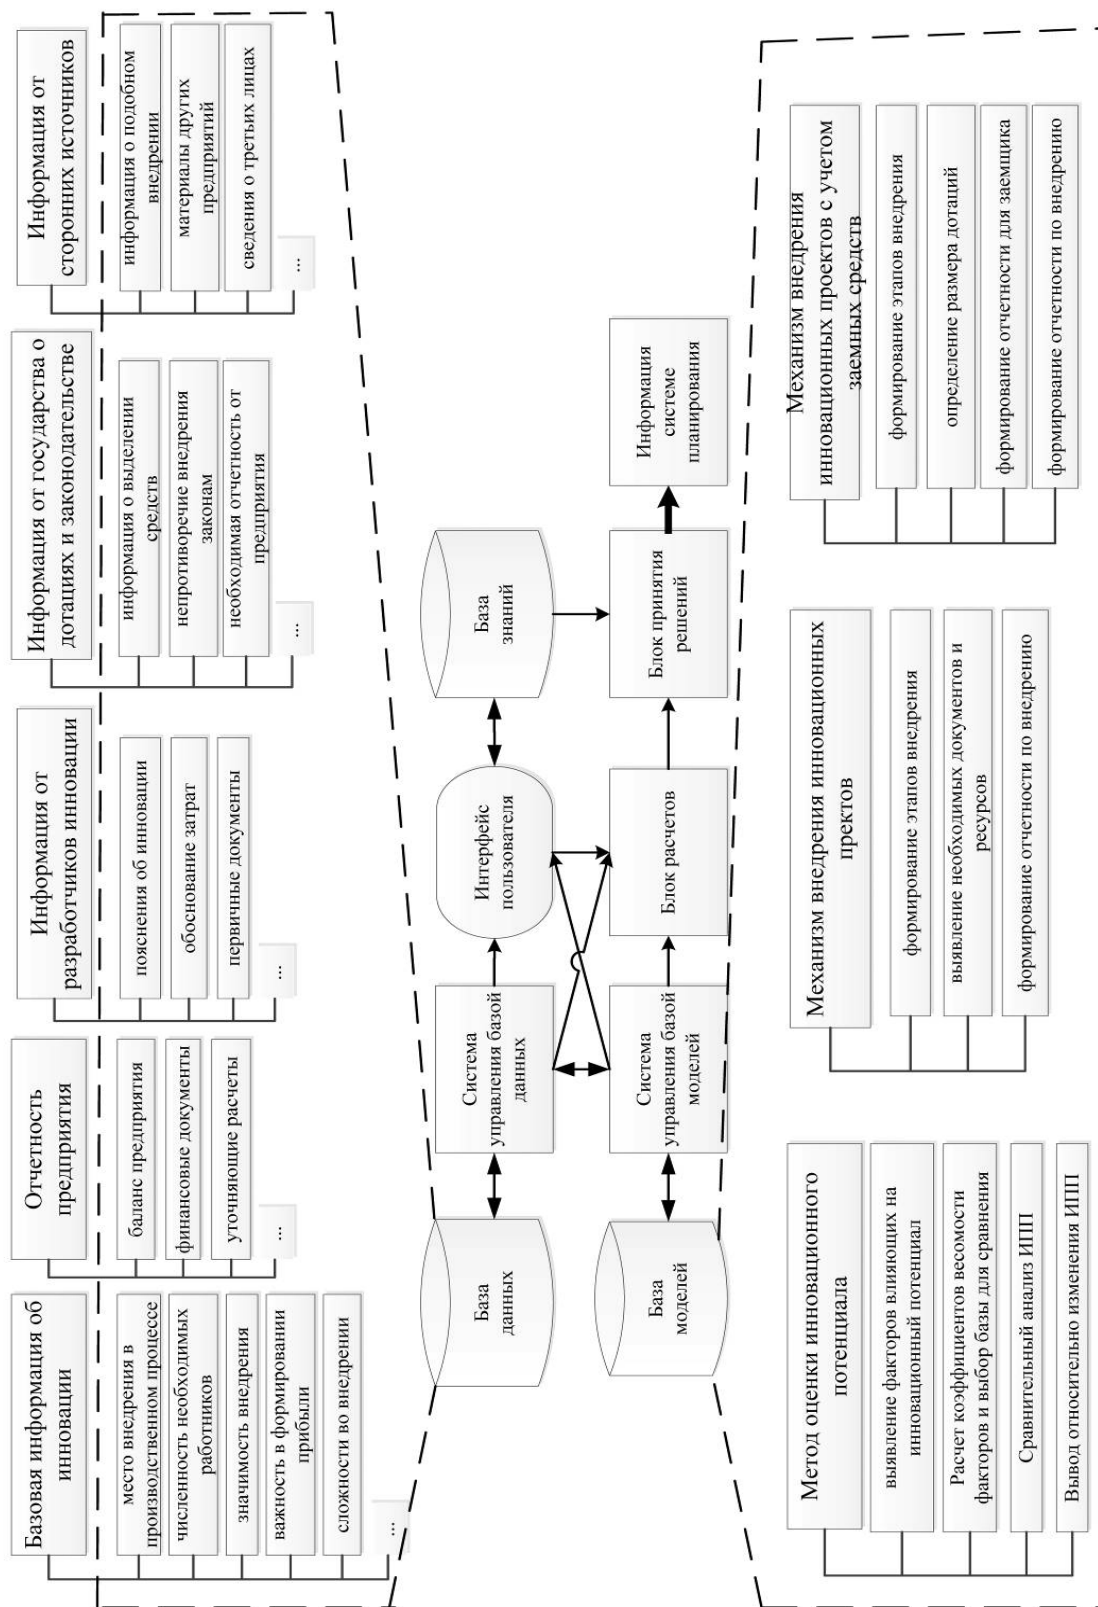 Базовая информация об
инновации
место внедрения в
производственном процессе
численность необходимых
работников
значимость внедрения
важность в формировании
прибыли
сложности во внедрении
...
Отчетность
предприятия
баланс предприятия
финансовые документы
уточняющие расчеты
...
Информация от
разработчиков инновации
пояснения об инновации
обоснование затрат
первичные документы
...
Информация от государства о
дотациях и законодательстве
информация о выделении
средств
непротиворечие внедрения
законам
необходимая отчетность от
предприятия
...
Информация от
сторонних источников
информация о подобном
внедрении
материалы других
предприятий
сведения о третьих лицах
...
База
данных
Система
управления базой
данных
Интерфейс
пользователя
База
знаний
База
моделей
Система
управления базой
моделей
Блок расчетов
Блок принятия
решений
Информация
системе
планирования
Метод оценки инновационного
потенциала
выявление факторов влияющих на
инновационный потенциал
Расчет коэффициентов весомости
факторов и выбор базы для сравнения
Сравнительный анализ ИПП
Вывод относительно изменения ИПП
Механизм внедрения инновационных
пректов
формирование этапов внедрения
выявление необходимых документов и
ресурсов
формирование отчетности по внедрению
Механизм внедрения
инновационных проектов с учетом
заемных средств
формирование этапов внедрения
определение размера дотаций
формирование отчетности для заемщика
формирование отчетности по внедрению